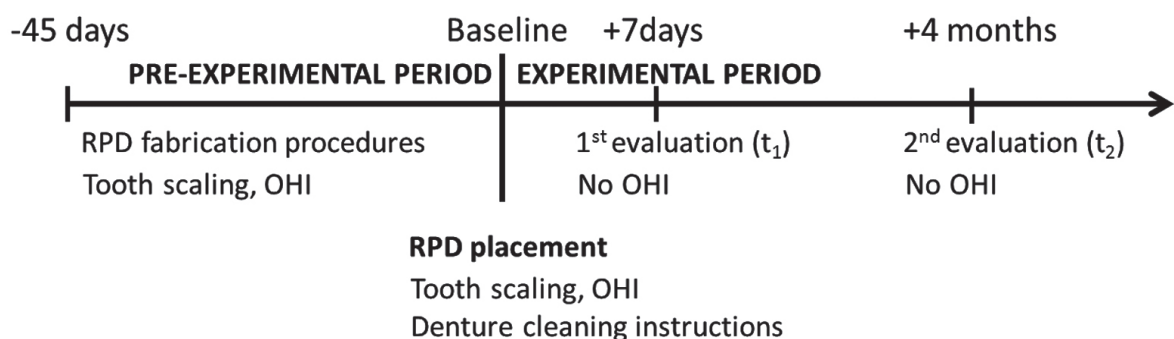 -45 days Baseline +7days +4 months
PRE-EXPERIMENTAL PERIOD EXPERIMENTAL PERIOD
RPD fabrication procedures 1st evaluation (t1) 2nd evaluation (t2)
Tooth scaling, OHI No OHI No OHI
RPD placement
Tooth scaling, OHI
Denture cleaning instructions